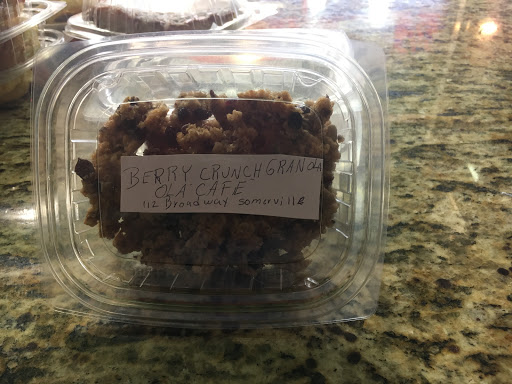 BERRY CRUNCH GRANOLA
OLA CAFE
112 Broadway Somerville